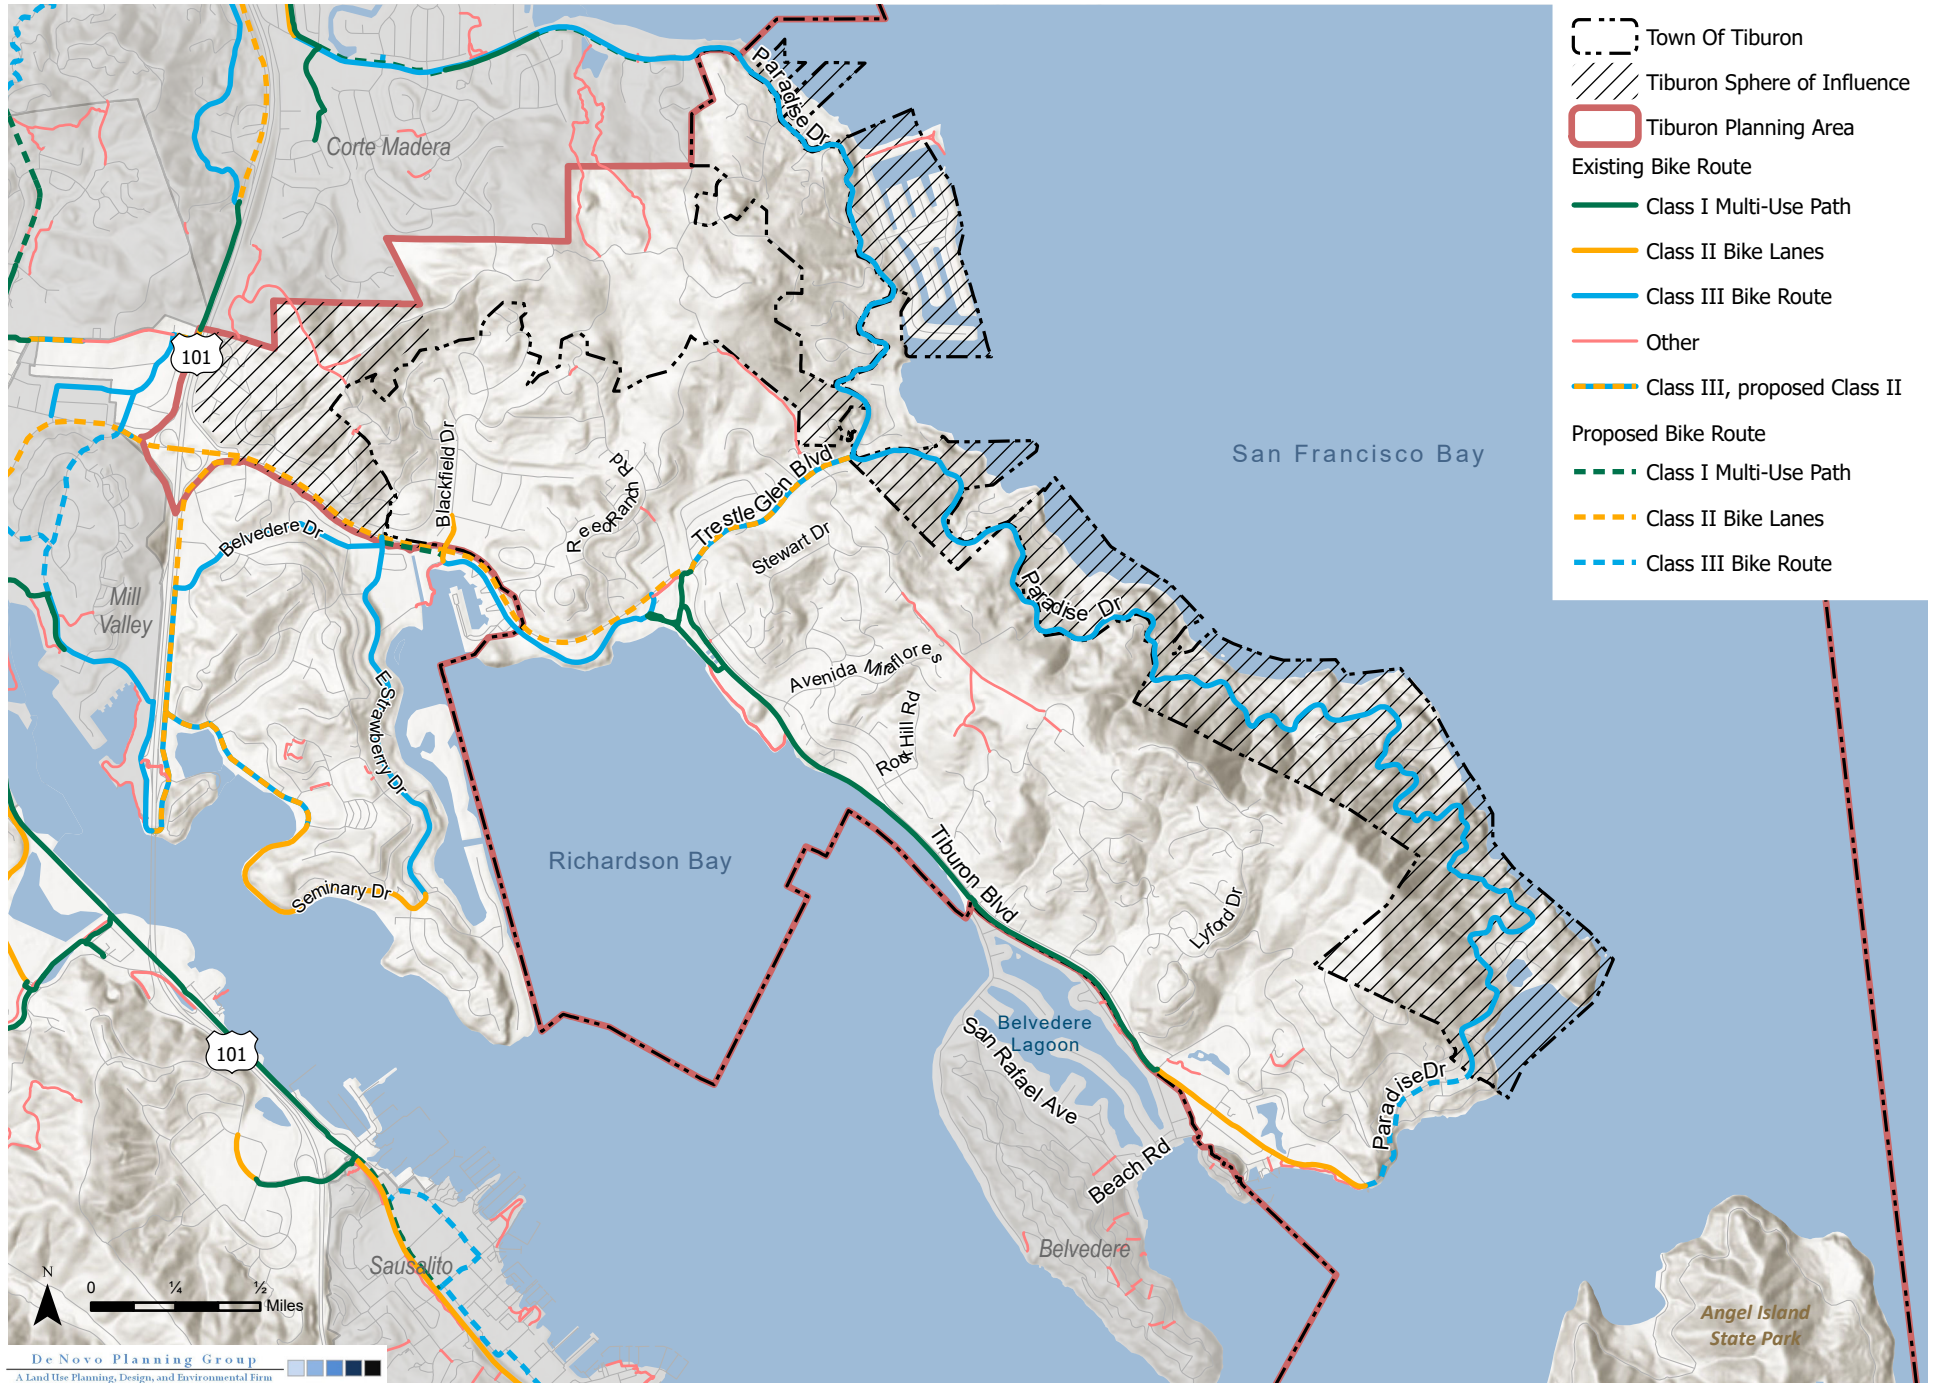 Town Of Tiburon
Tiburon Sphere of Influence
Tiburon Planning Area
Existing Bike Route
Class I Multi-Use Path
Class II Bike Lanes
Class III Bike Route
Other
Class III, proposed Class II
Proposed Bike Route
Class I Multi-Use Path
Class II Bike Lanes
Class III Bike Route
Paradise Dr
Corte Madera
101
San Francisco Bay
Blackfield Dr
Reed Ranch Rd
Trestle Glen Blvd
Stewart Dr
Belvedere Dr
Mill
Valley
Paradise Dr
Avenida Miraflores
Rock Hill Rd
E Strawberry Dr
Seminary Dr
Richardson Bay
Tiburon Blvd
Lyford Dr
Belvedere
Lagoon
San Rafael Ave
101
Paradise Dr
Beach Rd
Belvedere
Sausalito
Angel Island
State Park
N
0 ¼ ½
Miles
De Novo Planning Group
A Land Use Planning, Design, and Environmental Firm